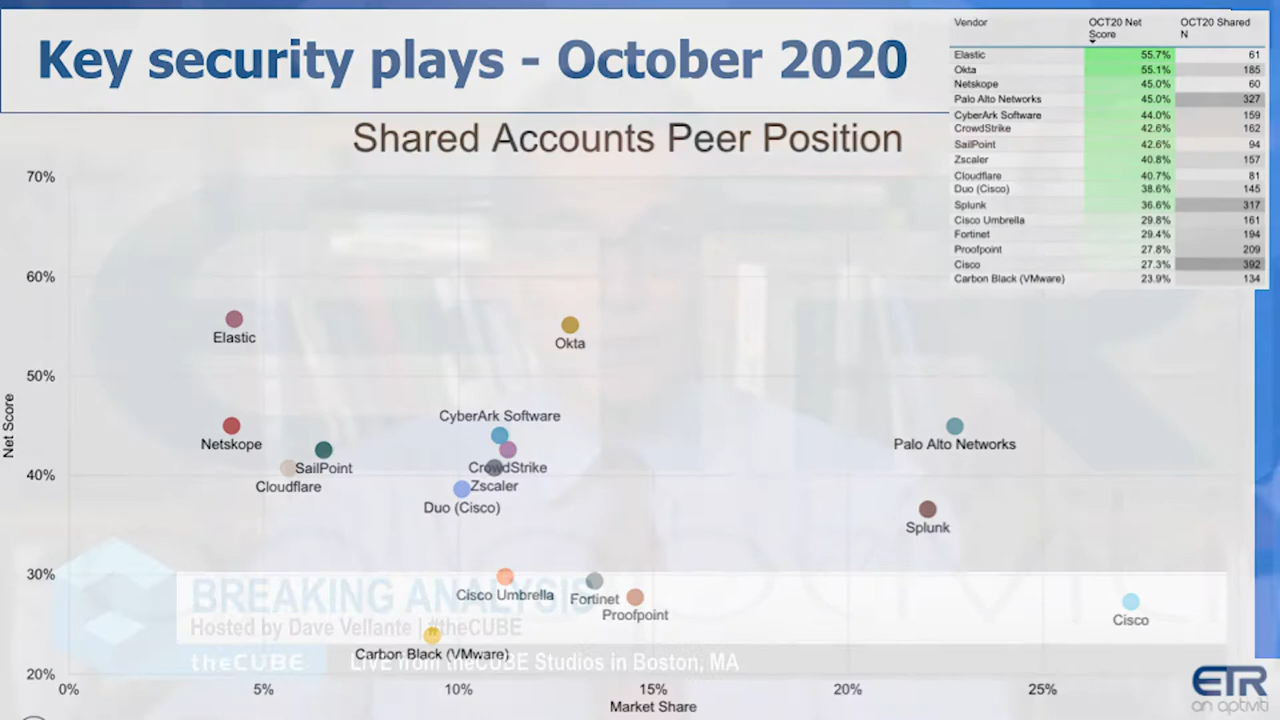 Key security plays - October 2020
Vendor OCT20 Net Score OCT20 Shared N
Elastic 55.7% 61
Okta 55.1% 185
Netskope 45.0% 60
Palo Alto Networks 45.0% 327
CyberArk Software 44.0% 159
CrowdStrike 42.6% 162
SailPoint 42.6% 94
Zscaler 40.8% 157
Cloudflare 40.7% 81
Duo (Cisco) 38.6% 145
Splunk 36.6% 317
Cisco Umbrella 29.8% 161
Fortinet 29.4% 194
Proofpoint 27.8% 209
Cisco 27.3% 392
Carbon Black (VMware) 23.9% 134
Shared Accounts Peer Position
70%
60%
50%
40%
30%
20%
Net Score
Elastic
Okta
CyberArk Software
Netskope
Palo Alto Networks
SailPoint
CrowdStrike
Cloudflare
Zscaler
Duo (Cisco)
Splunk
Cisco Umbrella
Fortinet
Proofpoint
Cisco
Carbon Black (VMware)
BREAKING ANALYSIS
Hosted by Dave Vellante | #theCUBE
theCUBE LIVE from theCUBE Studios in Boston, MA
0% 5% 10% 15% 20% 25%
Market Share
ETR
an aptiviti